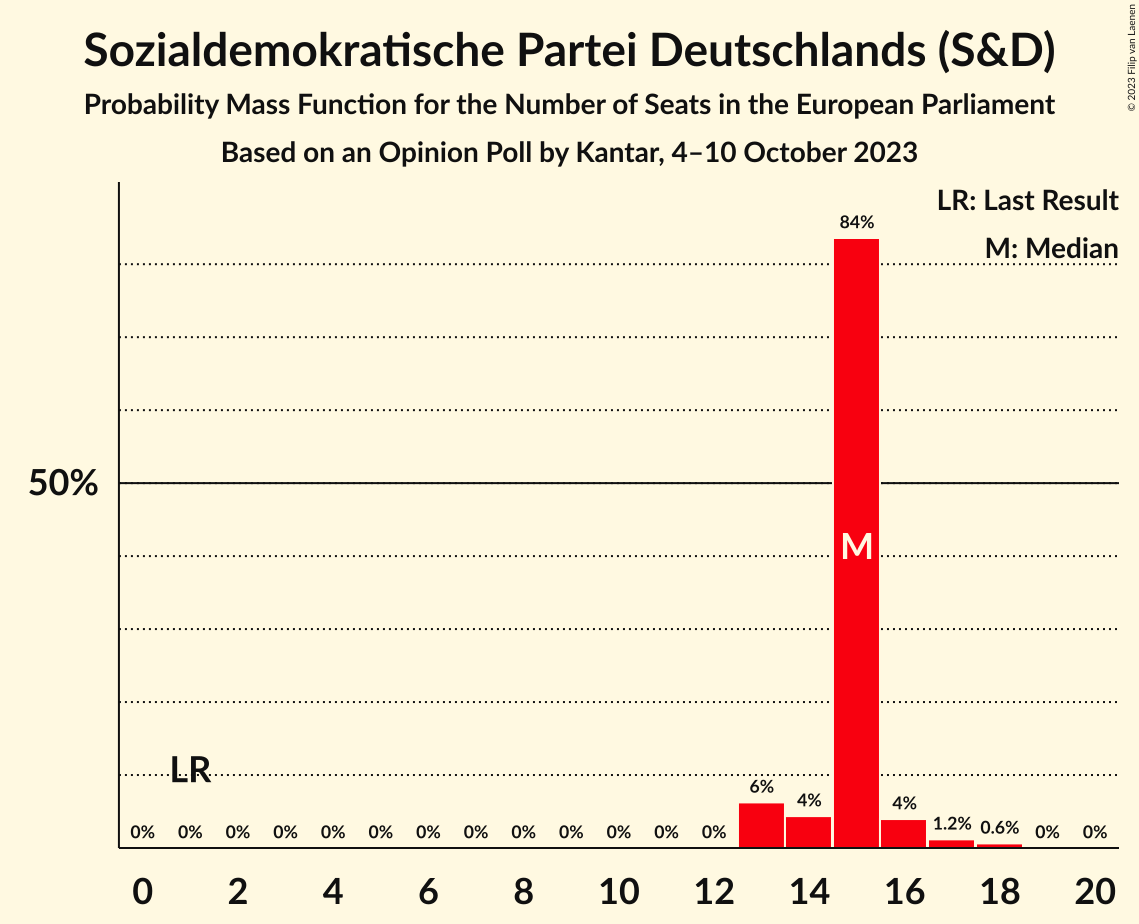 Sozialdemokratische Partei Deutschlands (S&D)
Probability Mass Function for the Number of Seats in the European Parliament
Based on an Opinion Poll by Kantar, 4–10 October 2023
© 2023 Filip van Laenen
LR: Last Result
M: Median
84%
50%
M
LR
6%
4%
4%
1.2%
0.6%
0% 0% 0% 0% 0% 0% 0% 0% 0% 0% 0% 0% 0% 0% 0%
0 2 4 6 8 10 12 14 16 18 20